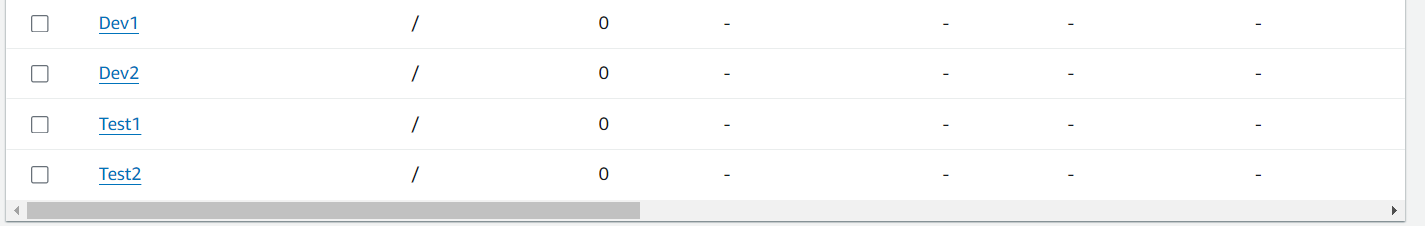 Dev1 / 0 - - - -
Dev2 / 0 - - - -
Test1 / 0 - - - -
Test2 / 0 - - - -